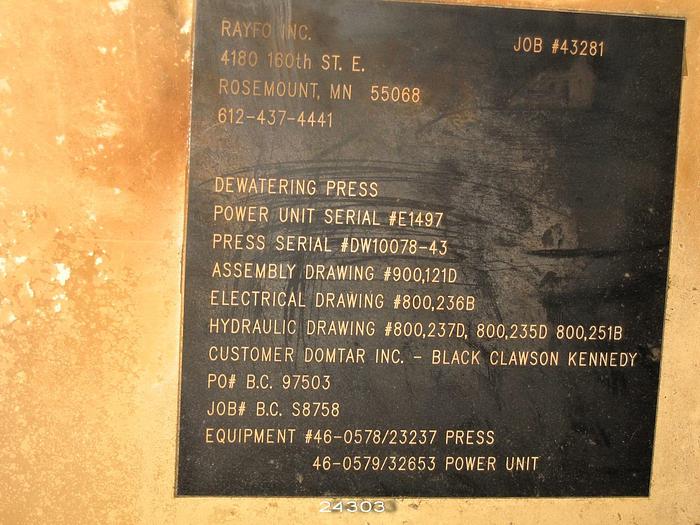 RAYFO INC.
JOB #43281
4180 160th ST. E.
ROSEMOUNT, MN 55068
612-437-4441
DEWATERING PRESS
POWER UNIT SERIAL #E1497
PRESS SERIAL #DW10078-43
ASSEMBLY DRAWING #900,121D
ELECTRICAL DRAWING #800,236B
HYDRAULIC DRAWING #800,237D, 800,235D 800,251B
CUSTOMER DOMTAR INC. - BLACK CLAWSON KENNEDY
PO# B.C. 97503
JOB# B.C. S8758
EQUIPMENT #46-0578/23237 PRESS
46-0579/32653 POWER UNIT
24303